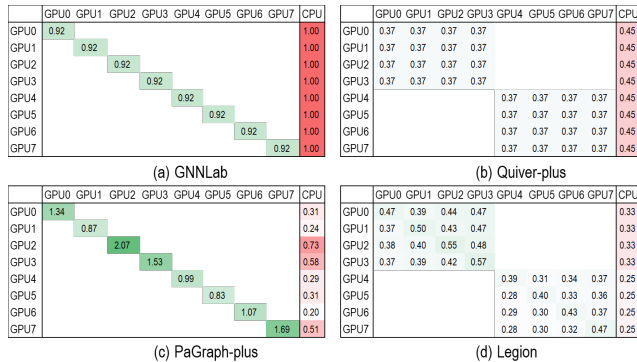 GPU0 GPU1 GPU2 GPU3 GPU4 GPU5 GPU6 GPU7 CPU
GPU0 0.92 1.00
GPU1 0.92 1.00
GPU2 0.92 1.00
GPU3 0.92 1.00
GPU4 0.92 1.00
GPU5 0.92 1.00
GPU6 0.92 1.00
GPU7 0.92 1.00
(a) GNNLab
GPU0 GPU1 GPU2 GPU3 GPU4 GPU5 GPU6 GPU7 CPU
GPU0 0.37 0.37 0.37 0.37 0.45
GPU1 0.37 0.37 0.37 0.37 0.45
GPU2 0.37 0.37 0.37 0.37 0.45
GPU3 0.37 0.37 0.37 0.37 0.45
GPU4 0.37 0.37 0.37 0.37 0.45
GPU5 0.37 0.37 0.37 0.37 0.45
GPU6 0.37 0.37 0.37 0.37 0.45
GPU7 0.37 0.37 0.37 0.37 0.45
(b) Quiver-plus
GPU0 GPU1 GPU2 GPU3 GPU4 GPU5 GPU6 GPU7 CPU
GPU0 1.34 0.31
GPU1 0.87 0.24
GPU2 2.07 0.73
GPU3 1.53 0.58
GPU4 0.99 0.29
GPU5 0.83 0.31
GPU6 1.07 0.20
GPU7 1.69 0.51
(c) PaGraph-plus
GPU0 GPU1 GPU2 GPU3 GPU4 GPU5 GPU6 GPU7 CPU
GPU0 0.47 0.39 0.44 0.47 0.33
GPU1 0.37 0.50 0.43 0.47 0.33
GPU2 0.38 0.40 0.55 0.48 0.33
GPU3 0.37 0.39 0.42 0.57 0.33
GPU4 0.39 0.31 0.34 0.37 0.25
GPU5 0.28 0.40 0.33 0.36 0.25
GPU6 0.29 0.30 0.43 0.37 0.25
GPU7 0.28 0.30 0.32 0.47 0.25
(d) Legion